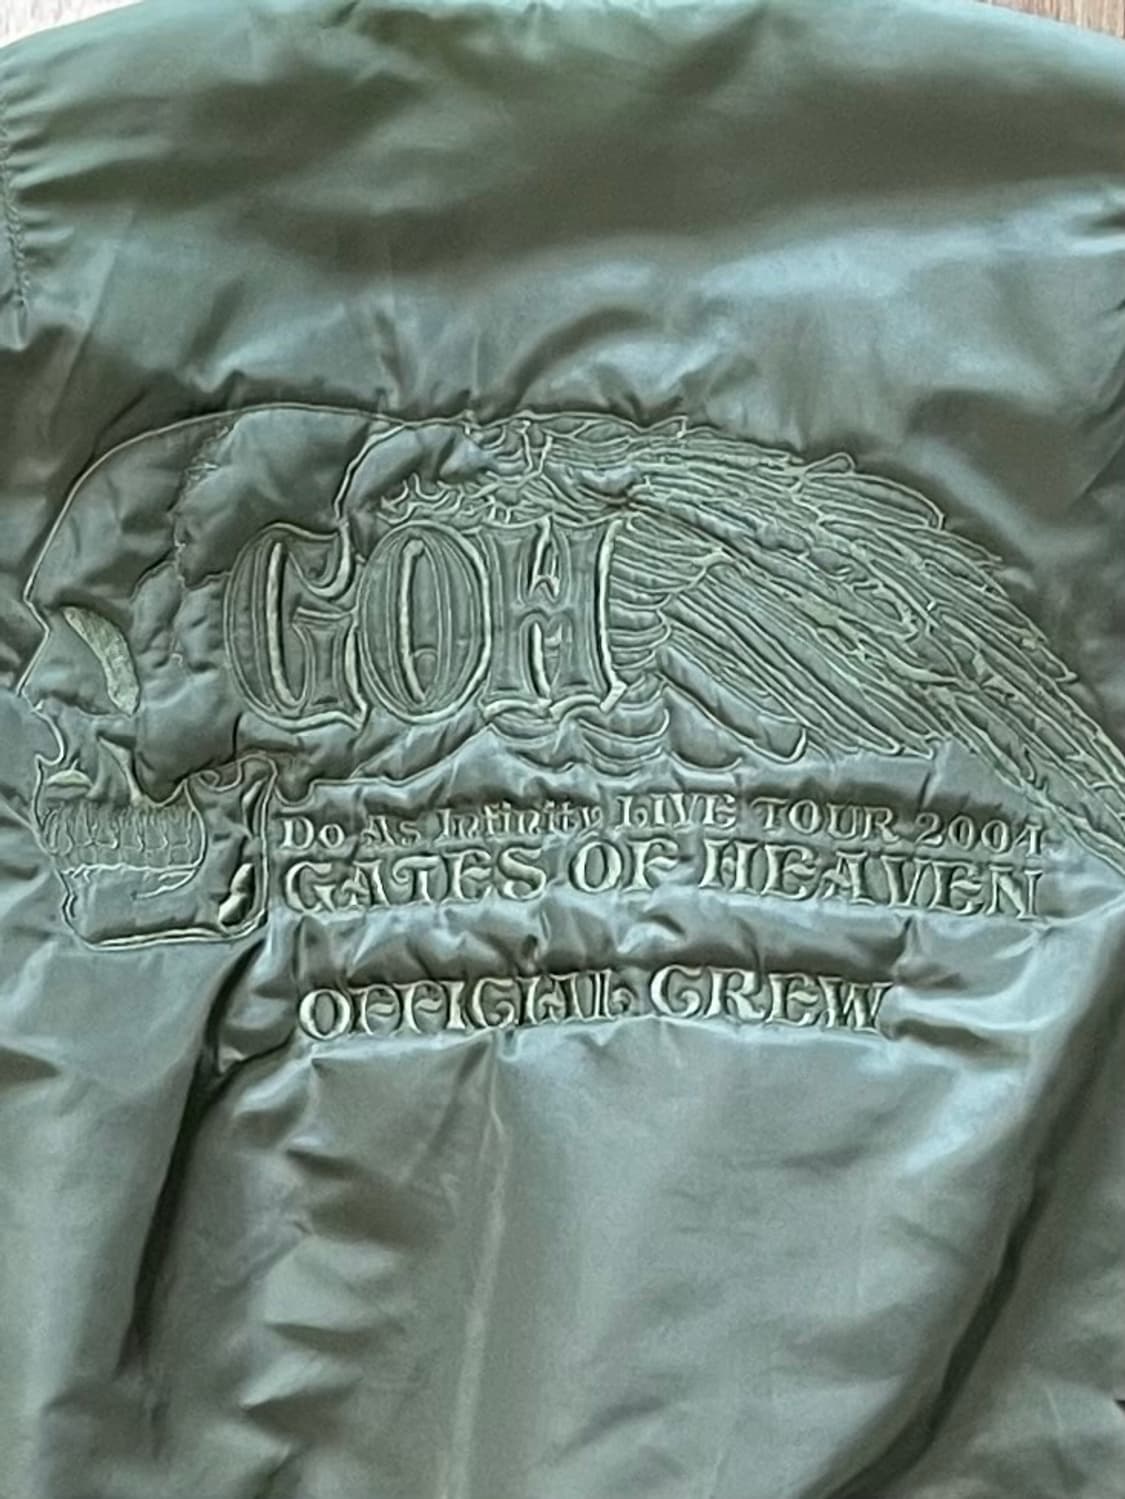 GOH
Do As Infinity LIVE TOUR 2004
GATES OF HEAVEN
OFFICIAL CREW